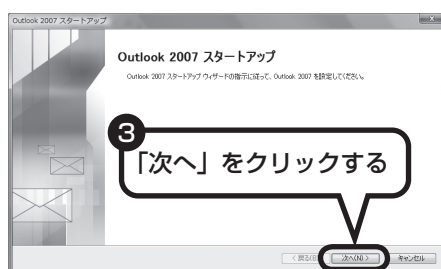 Outlook 2007 スタートアップ
Outlook 2007 スタートアップ
Outlook 2007 スタートアップ ウィザードの指示に従って、Outlook 2007 を設定してください。
3
「次へ」をクリックする
< 戻る(B) 次へ(N) > キャンセル